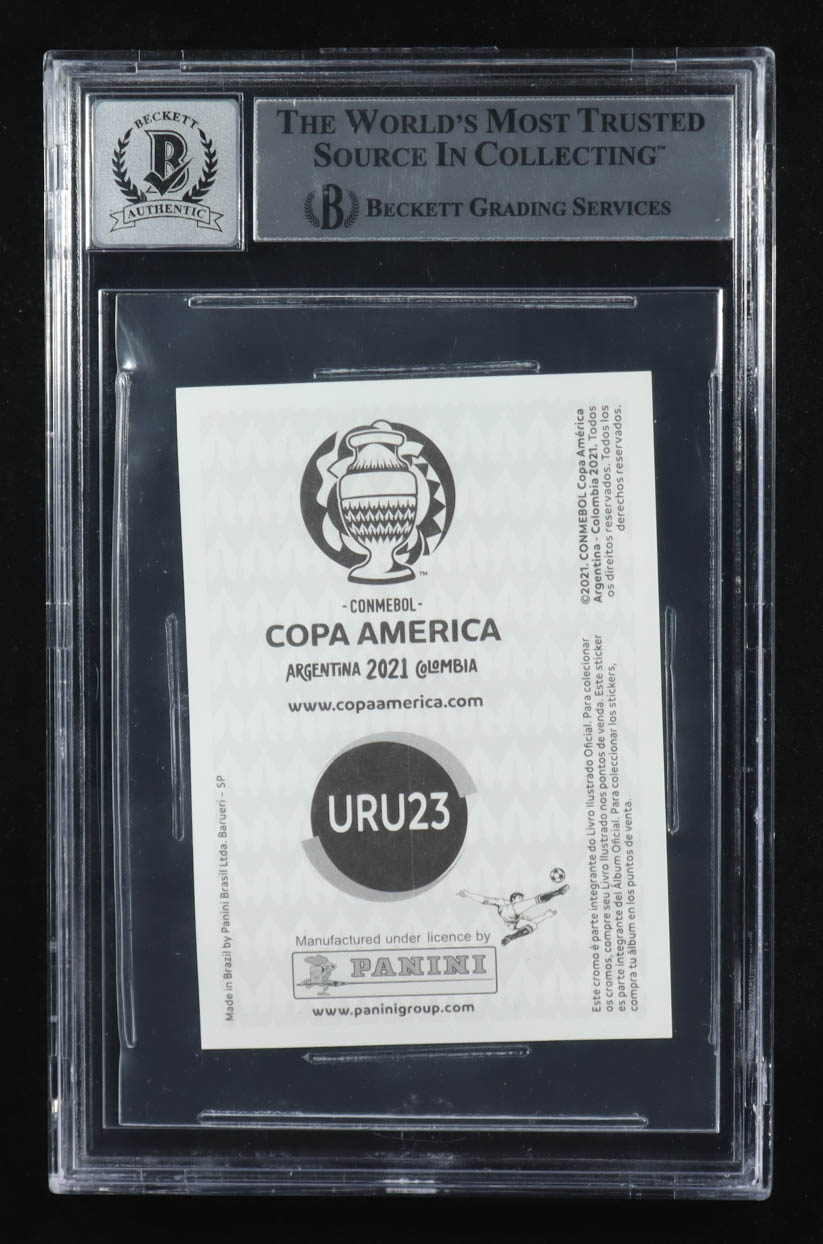 BECKETT
B
AUTHENTIC
THE WORLD'S MOST TRUSTED
SOURCE IN COLLECTING™
B BECKETT GRADING SERVICES
TM
- CONMEBOL -
COPA AMERICA
ARGENTINA 2021 COLOMBIA
www.copaamerica.com
URU23
Manufactured under licence by
PANINI
www.paninigroup.com
Made in Brazil by Panini Brasil Ltda. Barueri – SP
©2021. CONMEBOL Copa América
Argentina - Colombia 2021. Todos
os direitos reservados. Todos los
derechos reservados.
Este cromo é parte integrante do Livro Ilustrado Oficial. Para colecionar
os cromos, compre seu Livro Ilustrado nos pontos de venda. Este sticker
es parte integrante del Álbum Oficial. Para coleccionar los stickers,
compra tu álbum en los puntos de venta.